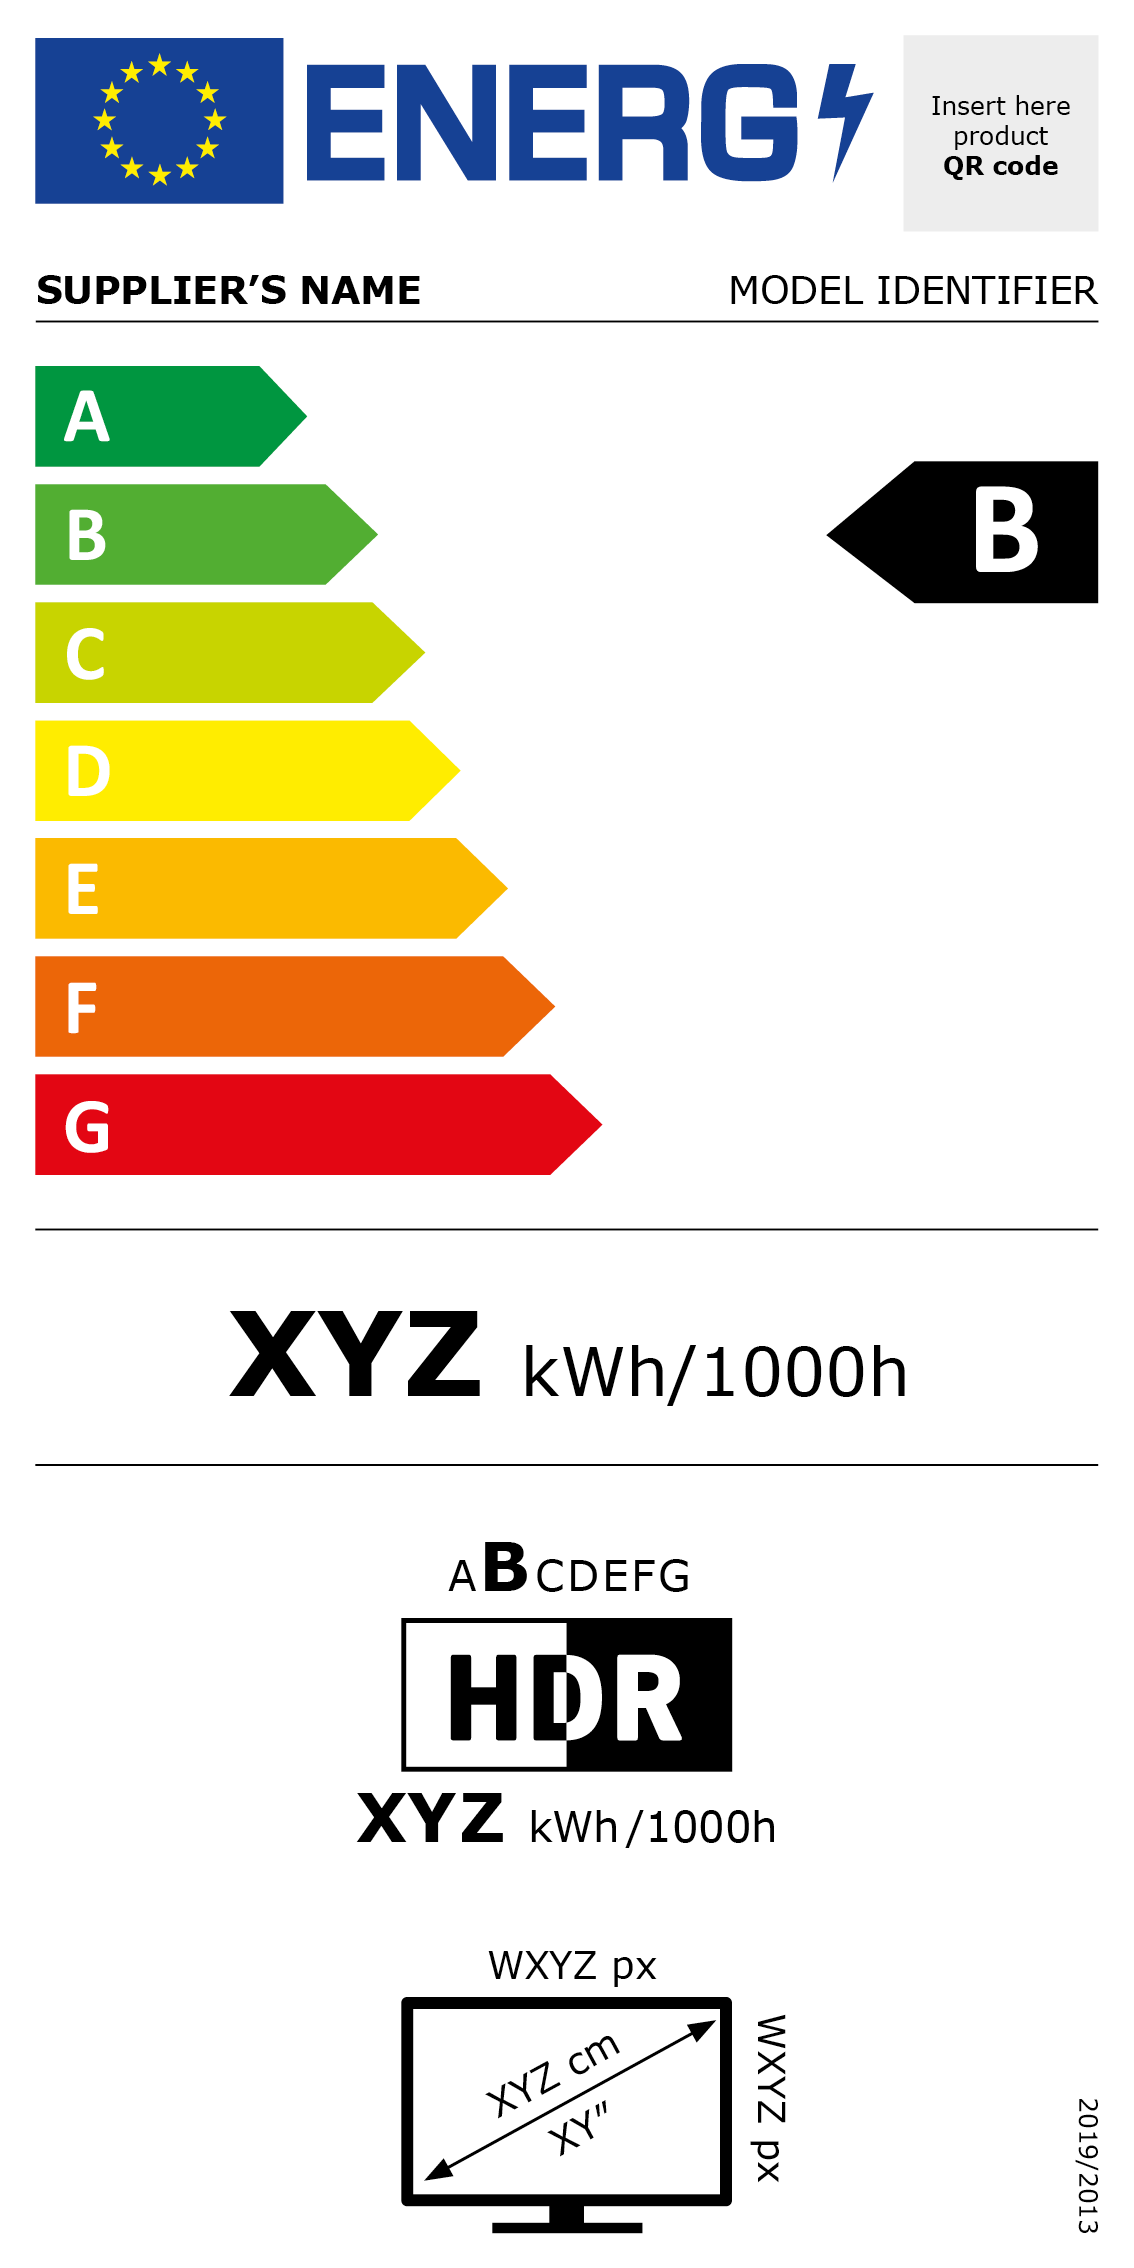 ENERG
Insert here
product
QR code
SUPPLIER’S NAME
MODEL IDENTIFIER
A
B
B
C
D
E
F
G
XYZ kWh/1000h
ABCDEFG
HDR
XYZ kWh/1000h
WXYZ px
XYZ cm
XY"
WXYZ px
2019/2013